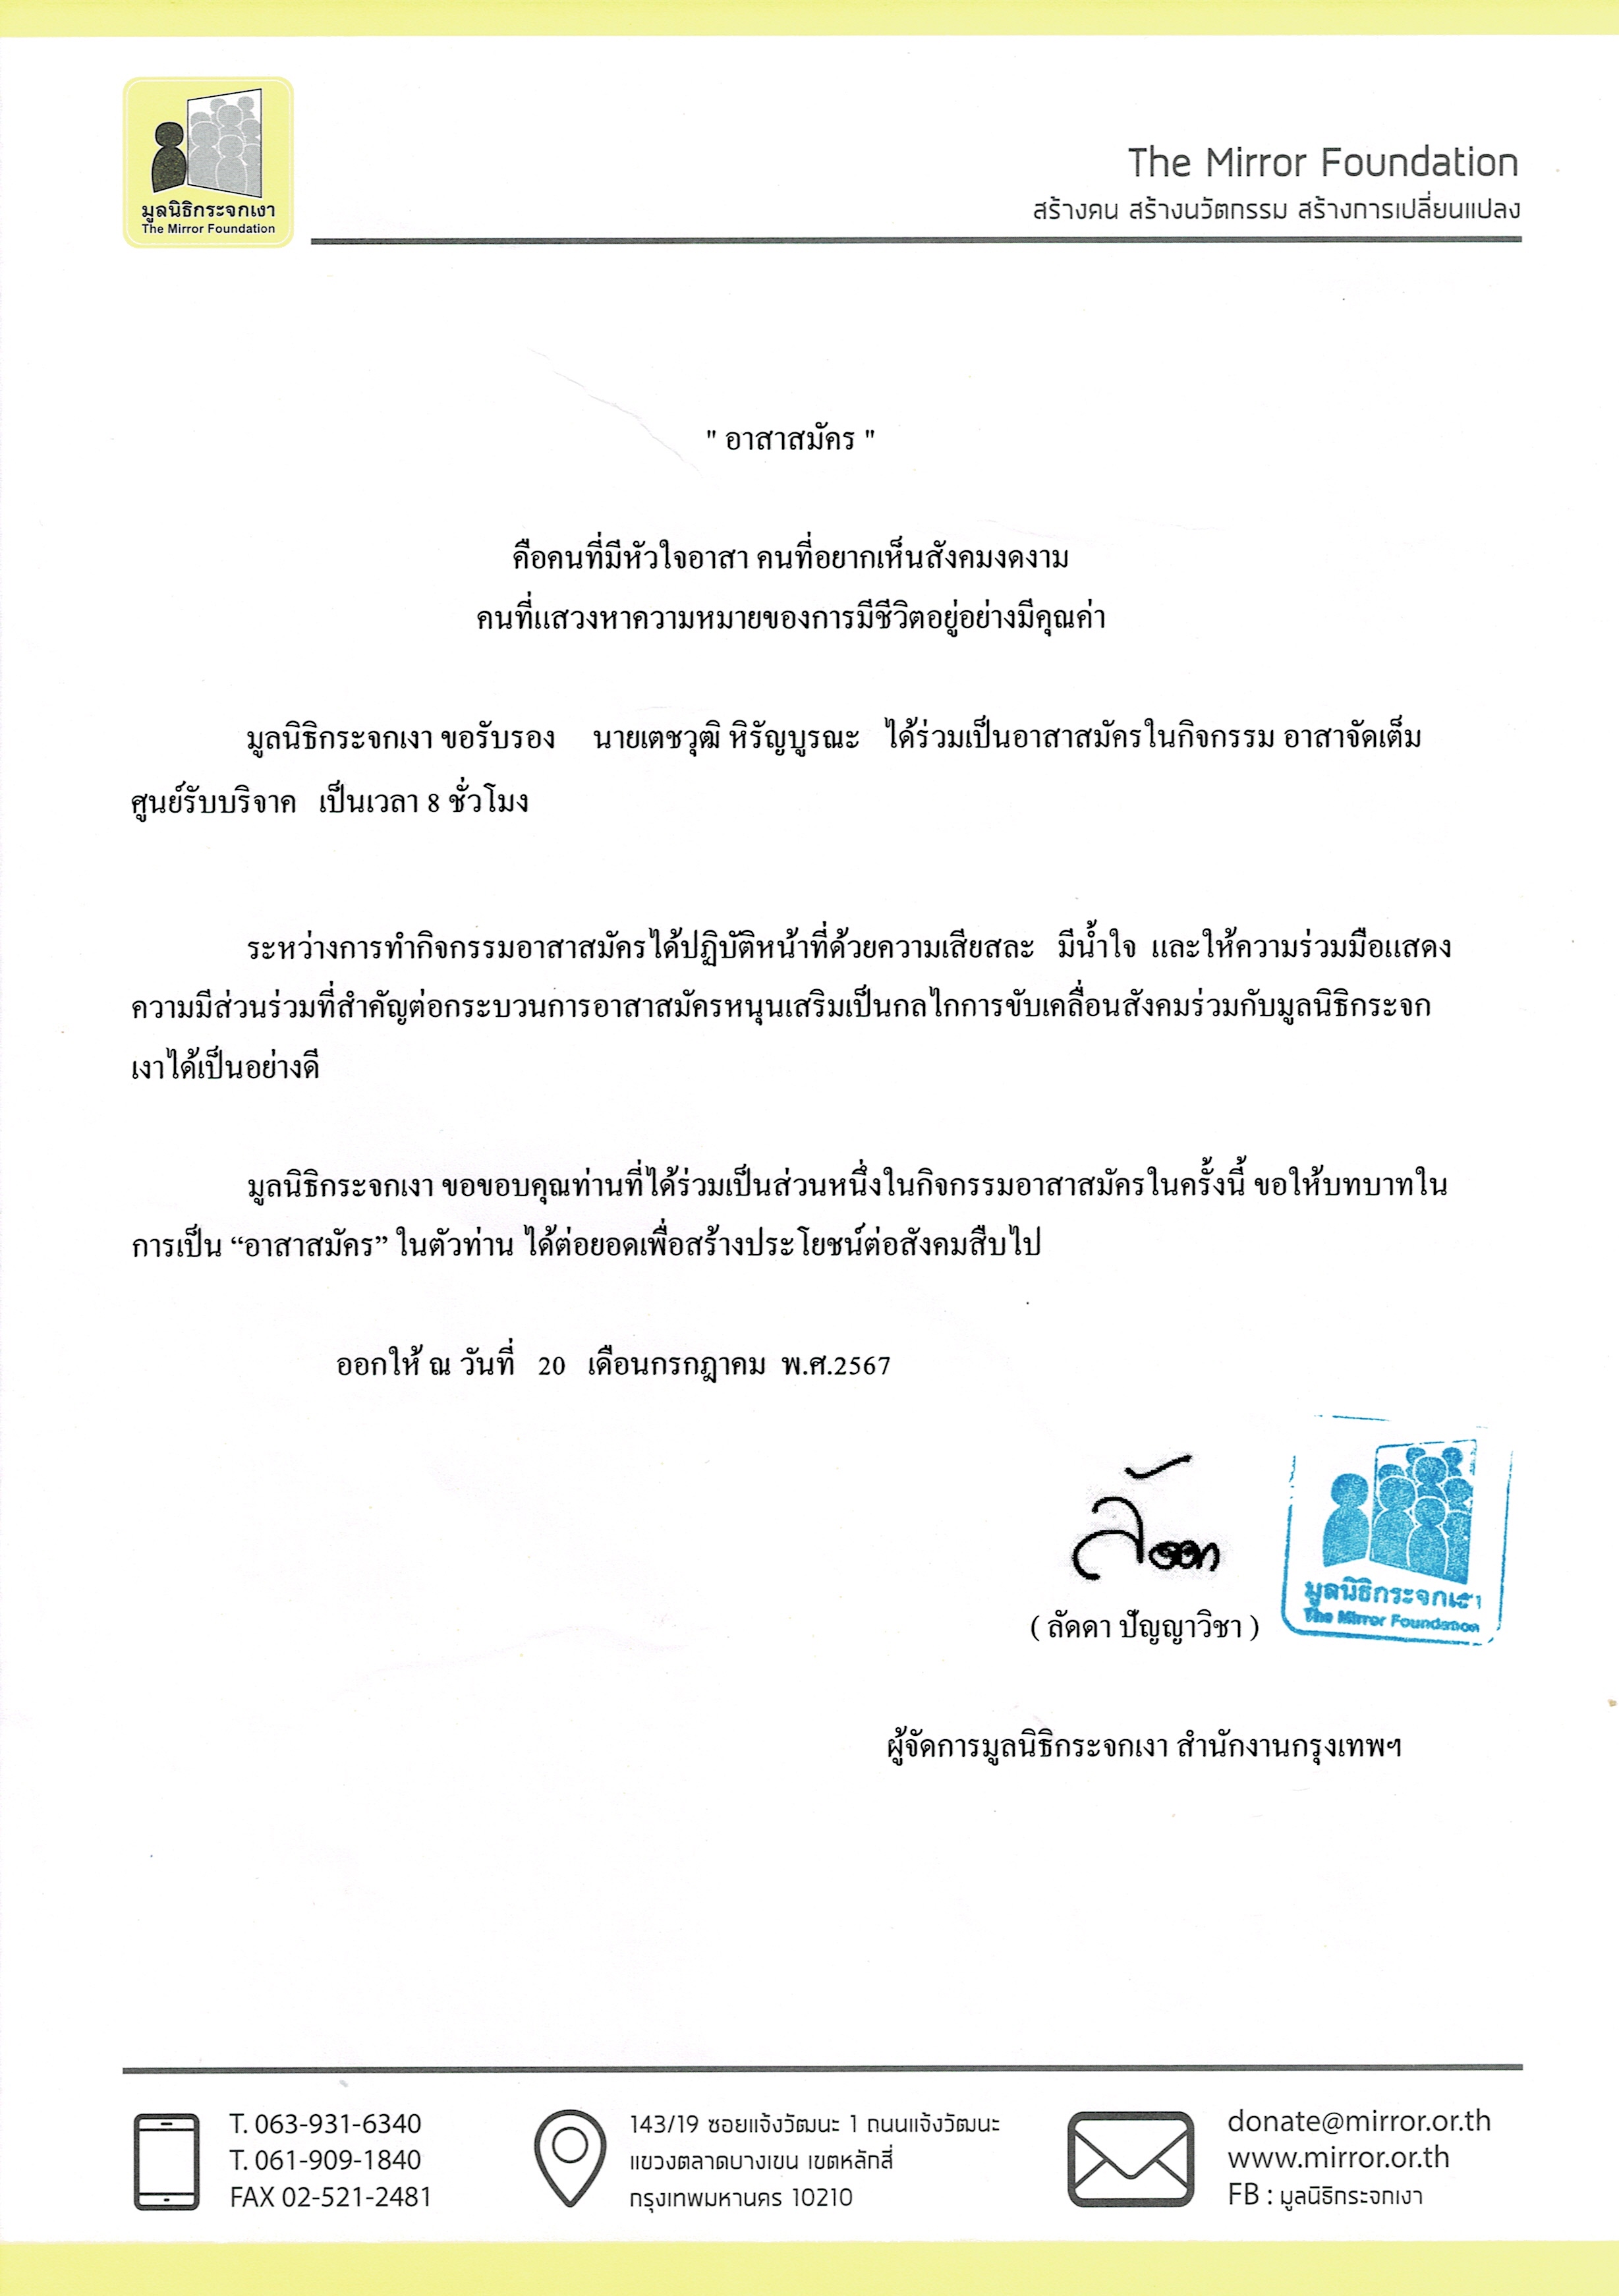 มูลนิธิกระจกเงา
The Mirror Foundation
The Mirror Foundation
สร้างคน สร้างนวัตกรรม สร้างการเปลี่ยนแปลง
" อาสาสมัคร "
คือคนที่มีหัวใจอาสา คนที่อยากเห็นสังคมงดงาม
คนที่แสวงหาความหมายของการมีชีวิตอยู่อย่างมีคุณค่า
มูลนิธิกระจกเงา ขอรับรอง นายเตชวุฒิ หิรัญบูรณะ ได้ร่วมเป็นอาสาสมัครในกิจกรรม อาสาจัดเต็ม
ศูนย์รับบริจาค เป็นเวลา 8 ชั่วโมง
ระหว่างการทำกิจกรรมอาสาสมัครได้ปฏิบัติหน้าที่ด้วยความเสียสละ มีน้ำใจ และให้ความร่วมมือแสดง
ความมีส่วนร่วมที่สำคัญต่อกระบวนการอาสาสมัครหนุนเสริมเป็นกลไกการขับเคลื่อนสังคมร่วมกับมูลนิธิกระจก
เงาได้เป็นอย่างดี
มูลนิธิกระจกเงา ขอขอบคุณท่านที่ได้ร่วมเป็นส่วนหนึ่งในกิจกรรมอาสาสมัครในครั้งนี้ ขอให้บทบาทใน
การเป็น “อาสาสมัคร” ในตัวท่าน ได้ต่อยอดเพื่อสร้างประโยชน์ต่อสังคมสืบไป
ออกให้ ณ วันที่ 20 เดือนกรกฎาคม พ.ศ.2567
มูลนิธิกระจกเงา
The Mirror Foundation
( ลัดดา ปัญญาวิชา )
ผู้จัดการมูลนิธิกระจกเงา สำนักงานกรุงเทพฯ
T. 063-931-6340
T. 061-909-1840
FAX 02-521-2481
143/19 ซอยแจ้งวัฒนะ 1 ถนนแจ้งวัฒนะ
แขวงตลาดบางเขน เขตหลักสี่
กรุงเทพมหานคร 10210
donate@mirror.or.th
www.mirror.or.th
FB : มูลนิธิกระจกเงา